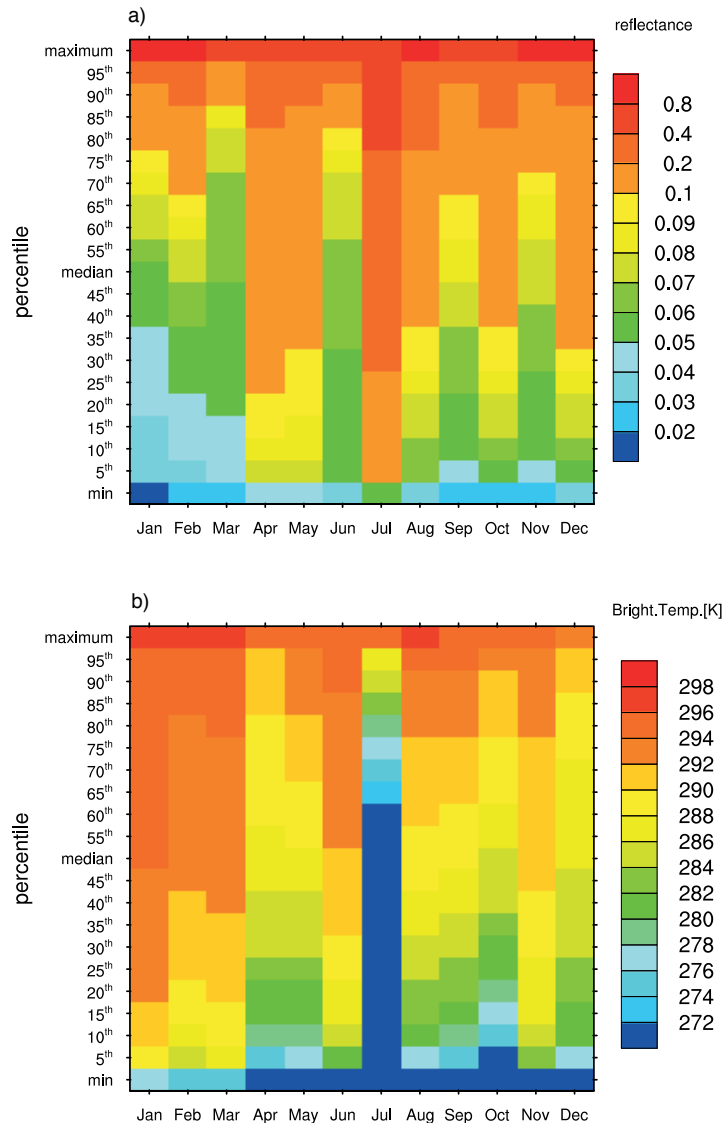 a)
reflectance
maximum
95th
90th
85th
80th
75th
70th
65th
60th
55th
median
45th
40th
35th
30th
25th
20th
15th
10th
5th
min
percentile
Jan Feb Mar Apr May Jun Jul Aug Sep Oct Nov Dec
0.8
0.4
0.2
0.1
0.09
0.08
0.07
0.06
0.05
0.04
0.03
0.02
b)
Bright.Temp.[K]
maximum
95th
90th
85th
80th
75th
70th
65th
60th
55th
median
45th
40th
35th
30th
25th
20th
15th
10th
5th
min
percentile
Jan Feb Mar Apr May Jun Jul Aug Sep Oct Nov Dec
298
296
294
292
290
288
286
284
282
280
278
276
274
272